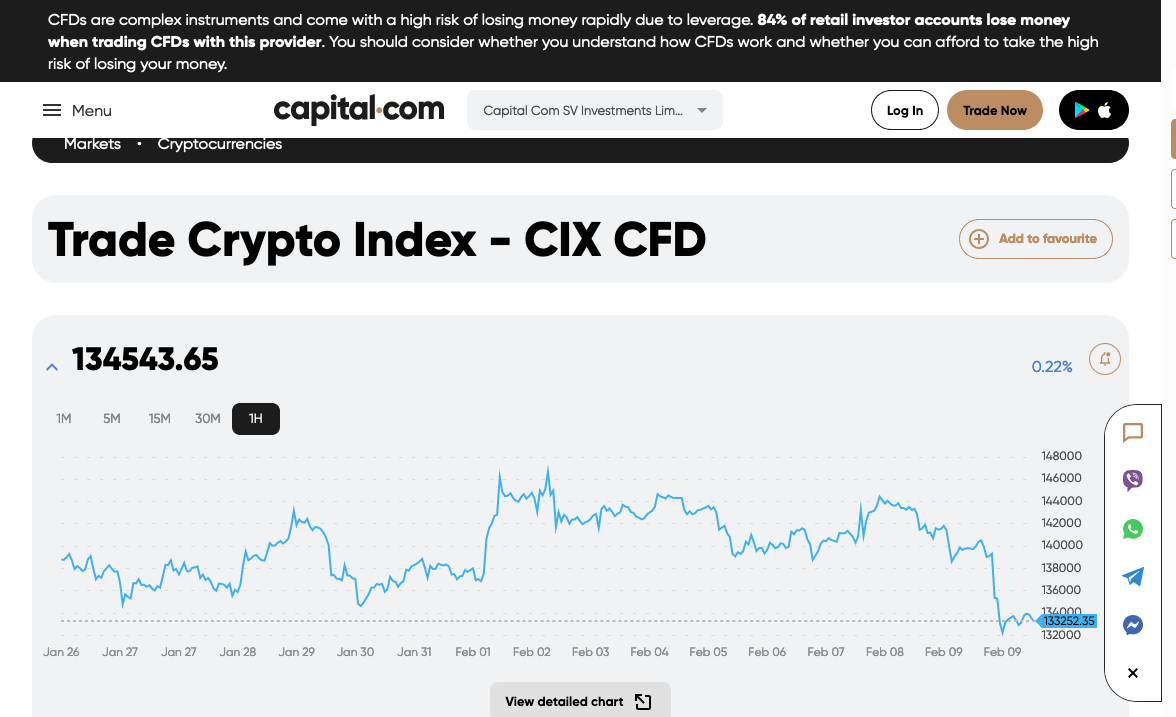 CFDs are complex instruments and come with a high risk of losing money rapidly due to leverage. 84% of retail investor accounts lose money
when trading CFDs with this provider. You should consider whether you understand how CFDs work and whether you can afford to take the high
risk of losing your money.
Menu
capital.com
Capital Com SV Investments Lim...
Log In
Trade Now
Markets • Cryptocurrencies
Trade Crypto Index - CIX CFD
Add to favourite
134543.65
0.22%
1M 5M 15M 30M 1H
148000
146000
144000
142000
140000
138000
136000
134000
133252.35
132000
Jan 26 Jan 27 Jan 27 Jan 28 Jan 29 Jan 30 Jan 31 Feb 01 Feb 02 Feb 03 Feb 04 Feb 05 Feb 06 Feb 07 Feb 08 Feb 09 Feb 09
View detailed chart